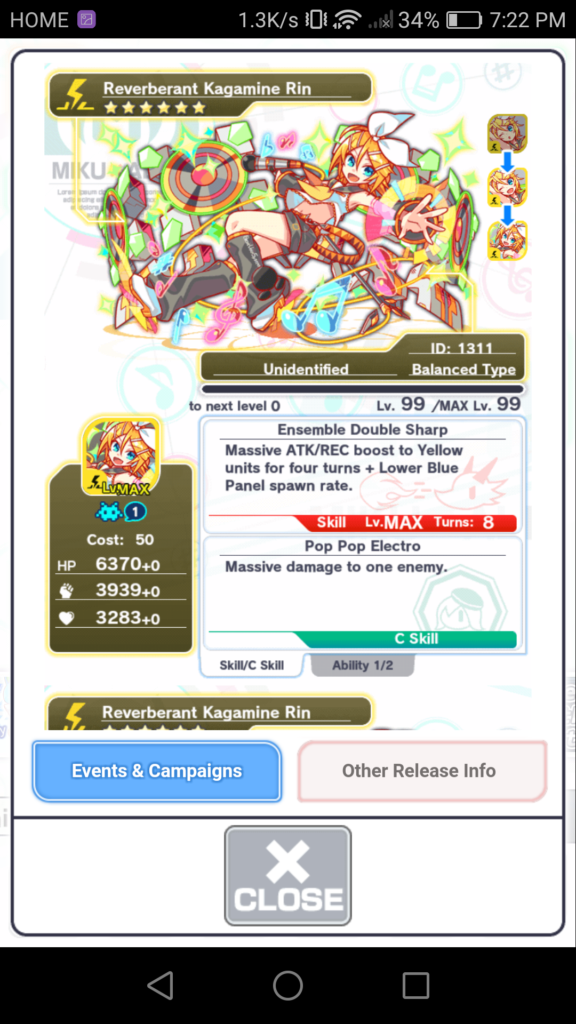 HOME 1.3K/s 34% 7:22 PM
Reverberant Kagamine Rin
MIKU
ID: 1311
Unidentified Balanced Type
to next level 0 Lv. 99 /MAX Lv. 99
Ensemble Double Sharp
Massive ATK/REC boost to Yellow
units for four turns + Lower Blue
Panel spawn rate.
Skill Lv.MAX Turns: 8
Lv.MAX
1
Cost: 50
HP 6370+0
3939+0
3283+0
Pop Pop Electro
Massive damage to one enemy.
C Skill
Skill/C Skill Ability 1/2
Reverberant Kagamine Rin
Events & Campaigns Other Release Info
CLOSE